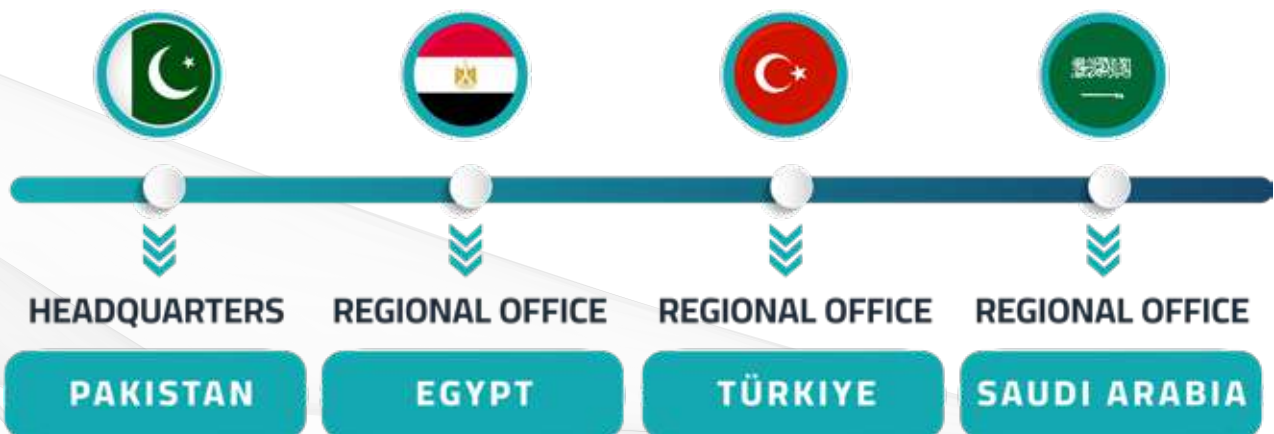 HEADQUARTERS
PAKISTAN
REGIONAL OFFICE
EGYPT
REGIONAL OFFICE
TÜRKIYE
REGIONAL OFFICE
SAUDI ARABIA